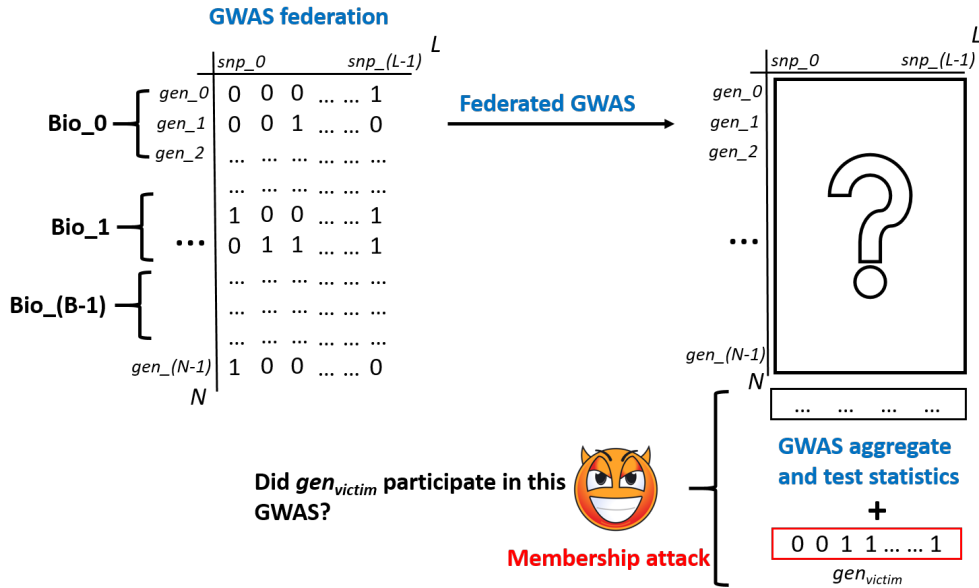 GWAS federation
L
snp_0 snp_(L-1)
gen_0 0 0 0 ... ... 1
Bio_0 gen_1 0 0 1 ... ... 0
gen_2 ... ... ... ... ... ...
... ... ... ... ... ...
Bio_1 1 0 0 ... ... 1
... 0 1 1 ... ... 1
... ... ... ... ... ...
Bio_(B-1) ... ... ... ... ... ...
... ... ... ... ... ...
gen_(N-1) 1 0 0 ... ... 0
N
Federated GWAS
L
snp_0 snp_(L-1)
gen_0
gen_1
gen_2
...
?
gen_(N-1)
N
... ... ... ...
GWAS aggregate
and test statistics
+
0 0 1 1 ... ... 1
gen_victim
Did gen_victim participate in this
GWAS?
Membership attack